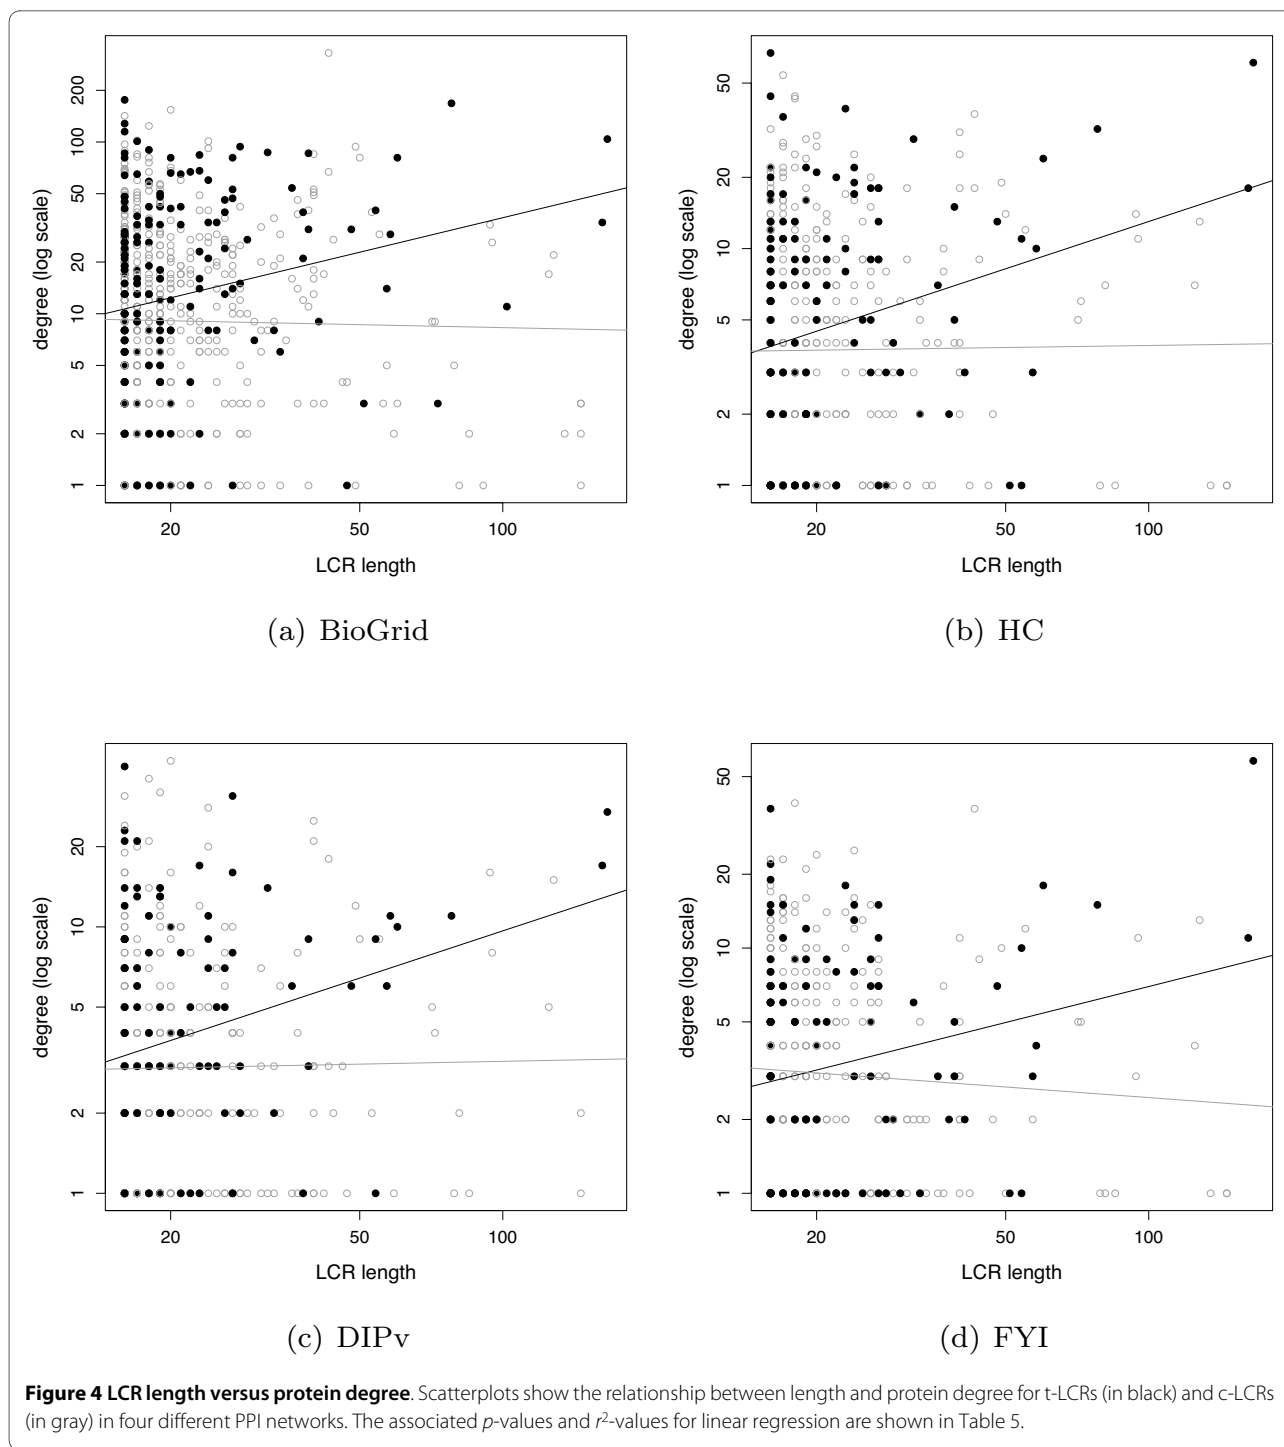 200
100
50
20
10
5
2
1
degree (log scale)
20 50 100
LCR length
(a) BioGrid
50
20
10
5
2
1
degree (log scale)
20 50 100
LCR length
(b) HC
20
10
5
2
1
degree (log scale)
20 50 100
LCR length
(c) DIPv
50
20
10
5
2
1
degree (log scale)
20 50 100
LCR length
(d) FYI
Figure 4 LCR length versus protein degree. Scatterplots show the relationship between length and protein degree for t-LCRs (in black) and c-LCRs
(in gray) in four different PPI networks. The associated p-values and r²-values for linear regression are shown in Table 5.